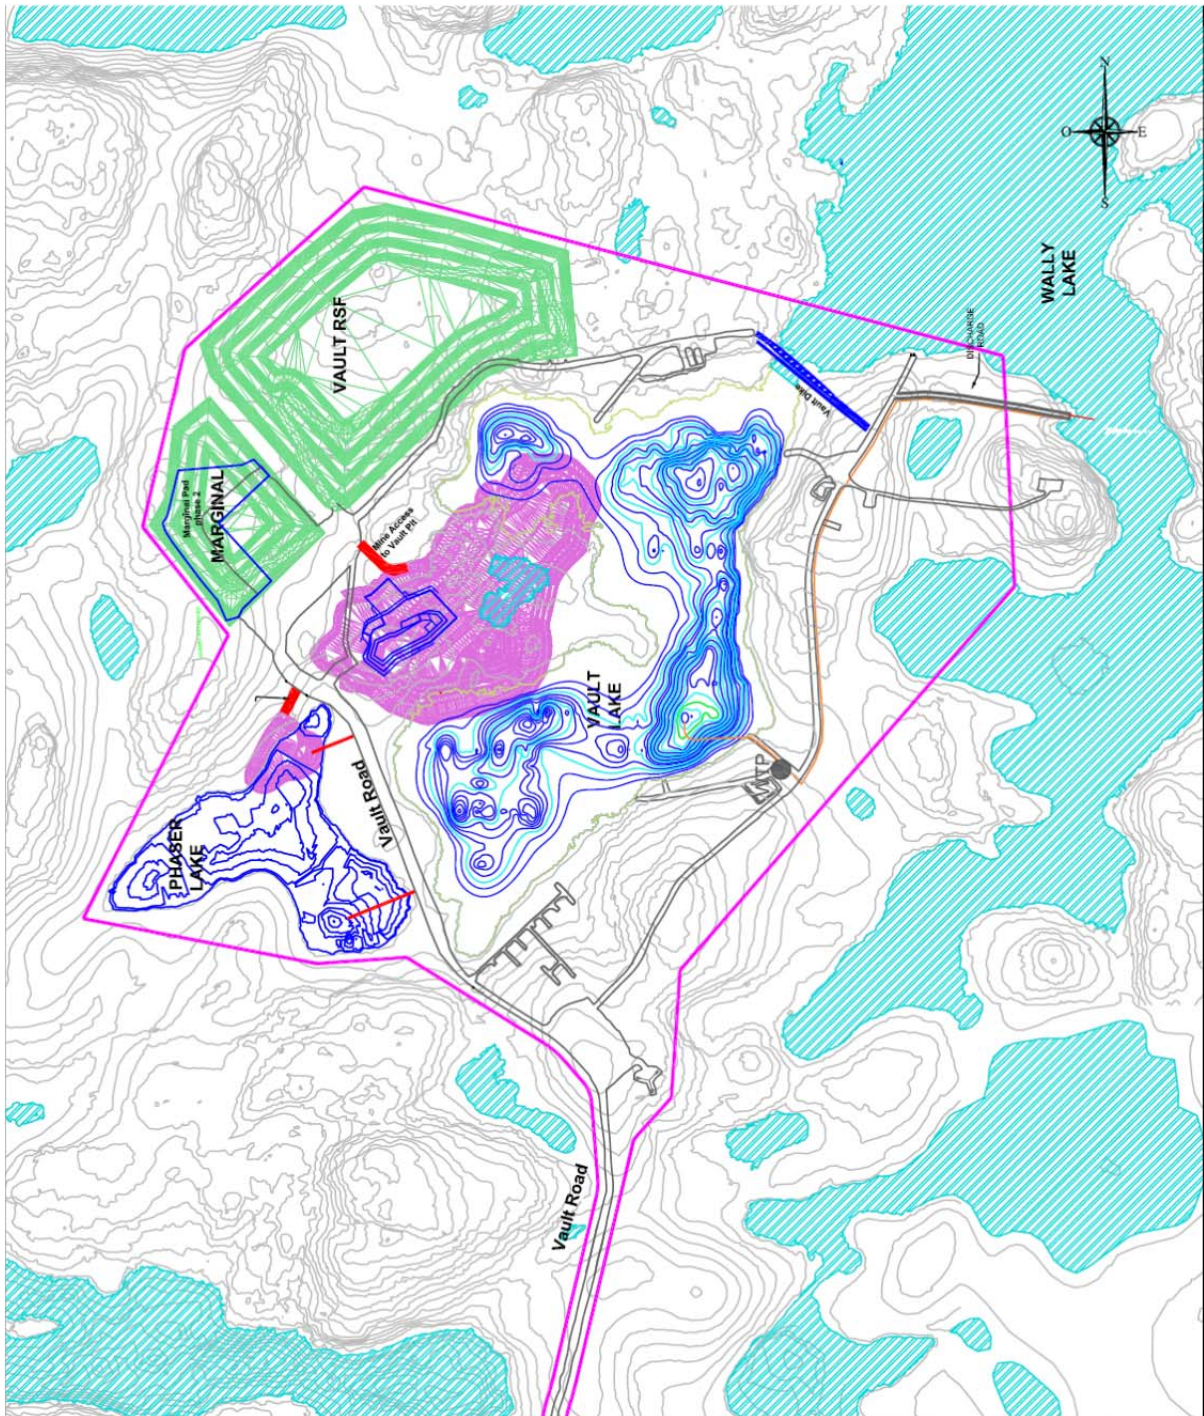 N
O
E
S
WALLY
LAKE
DISCHARGE
ROAD
VAULT RSF
Vault Dike
Marginal Pad
phase 2
MARGINAL
Mine Access
to Vault Pit
VAULT
LAKE
WTP
PHASER
LAKE
Vault Road
Vault Road